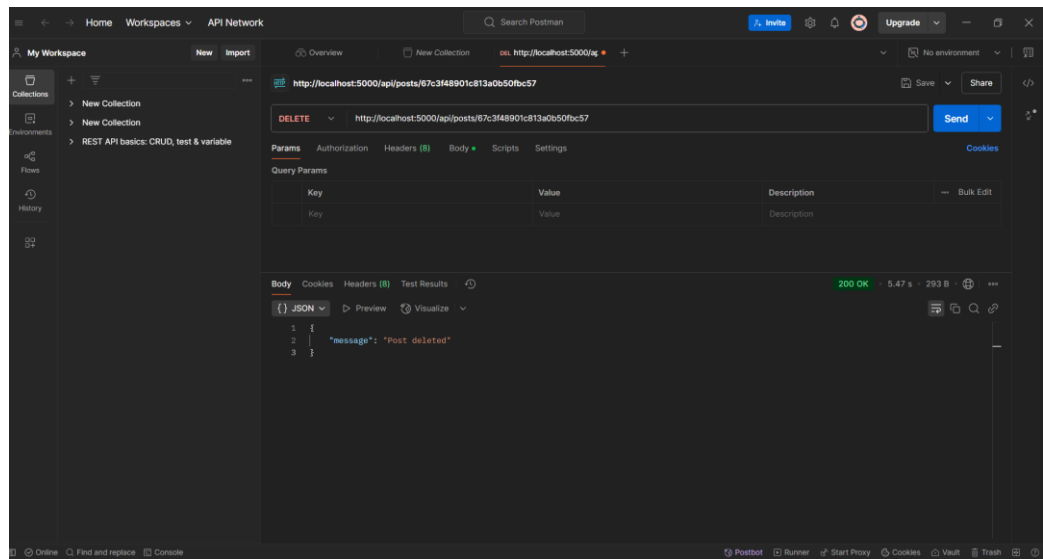 Home Workspaces API Network Search Postman Invite Upgrade
My Workspace New Import Overview New Collection DEL http://localhost:5000/ap No environment
http://localhost:5000/api/posts/67c3f48901c813a0b50fbc57 Save Share
Collections
New Collection
DELETE http://localhost:5000/api/posts/67c3f48901c813a0b50fbc57 Send
New Collection
Environments
REST API basics: CRUD, test & variable
Params Authorization Headers (8) Body Scripts Settings Cookies
Flows
Query Params
Key Value Description Bulk Edit
History
Key Value Description
Body Cookies Headers (8) Test Results 200 OK 5.47 s 293 B
{} JSON Preview Visualize
1 {
2 "message": "Post deleted"
3 }
Online Find and replace Console Postbot Runner Start Proxy Cookies Vault Trash